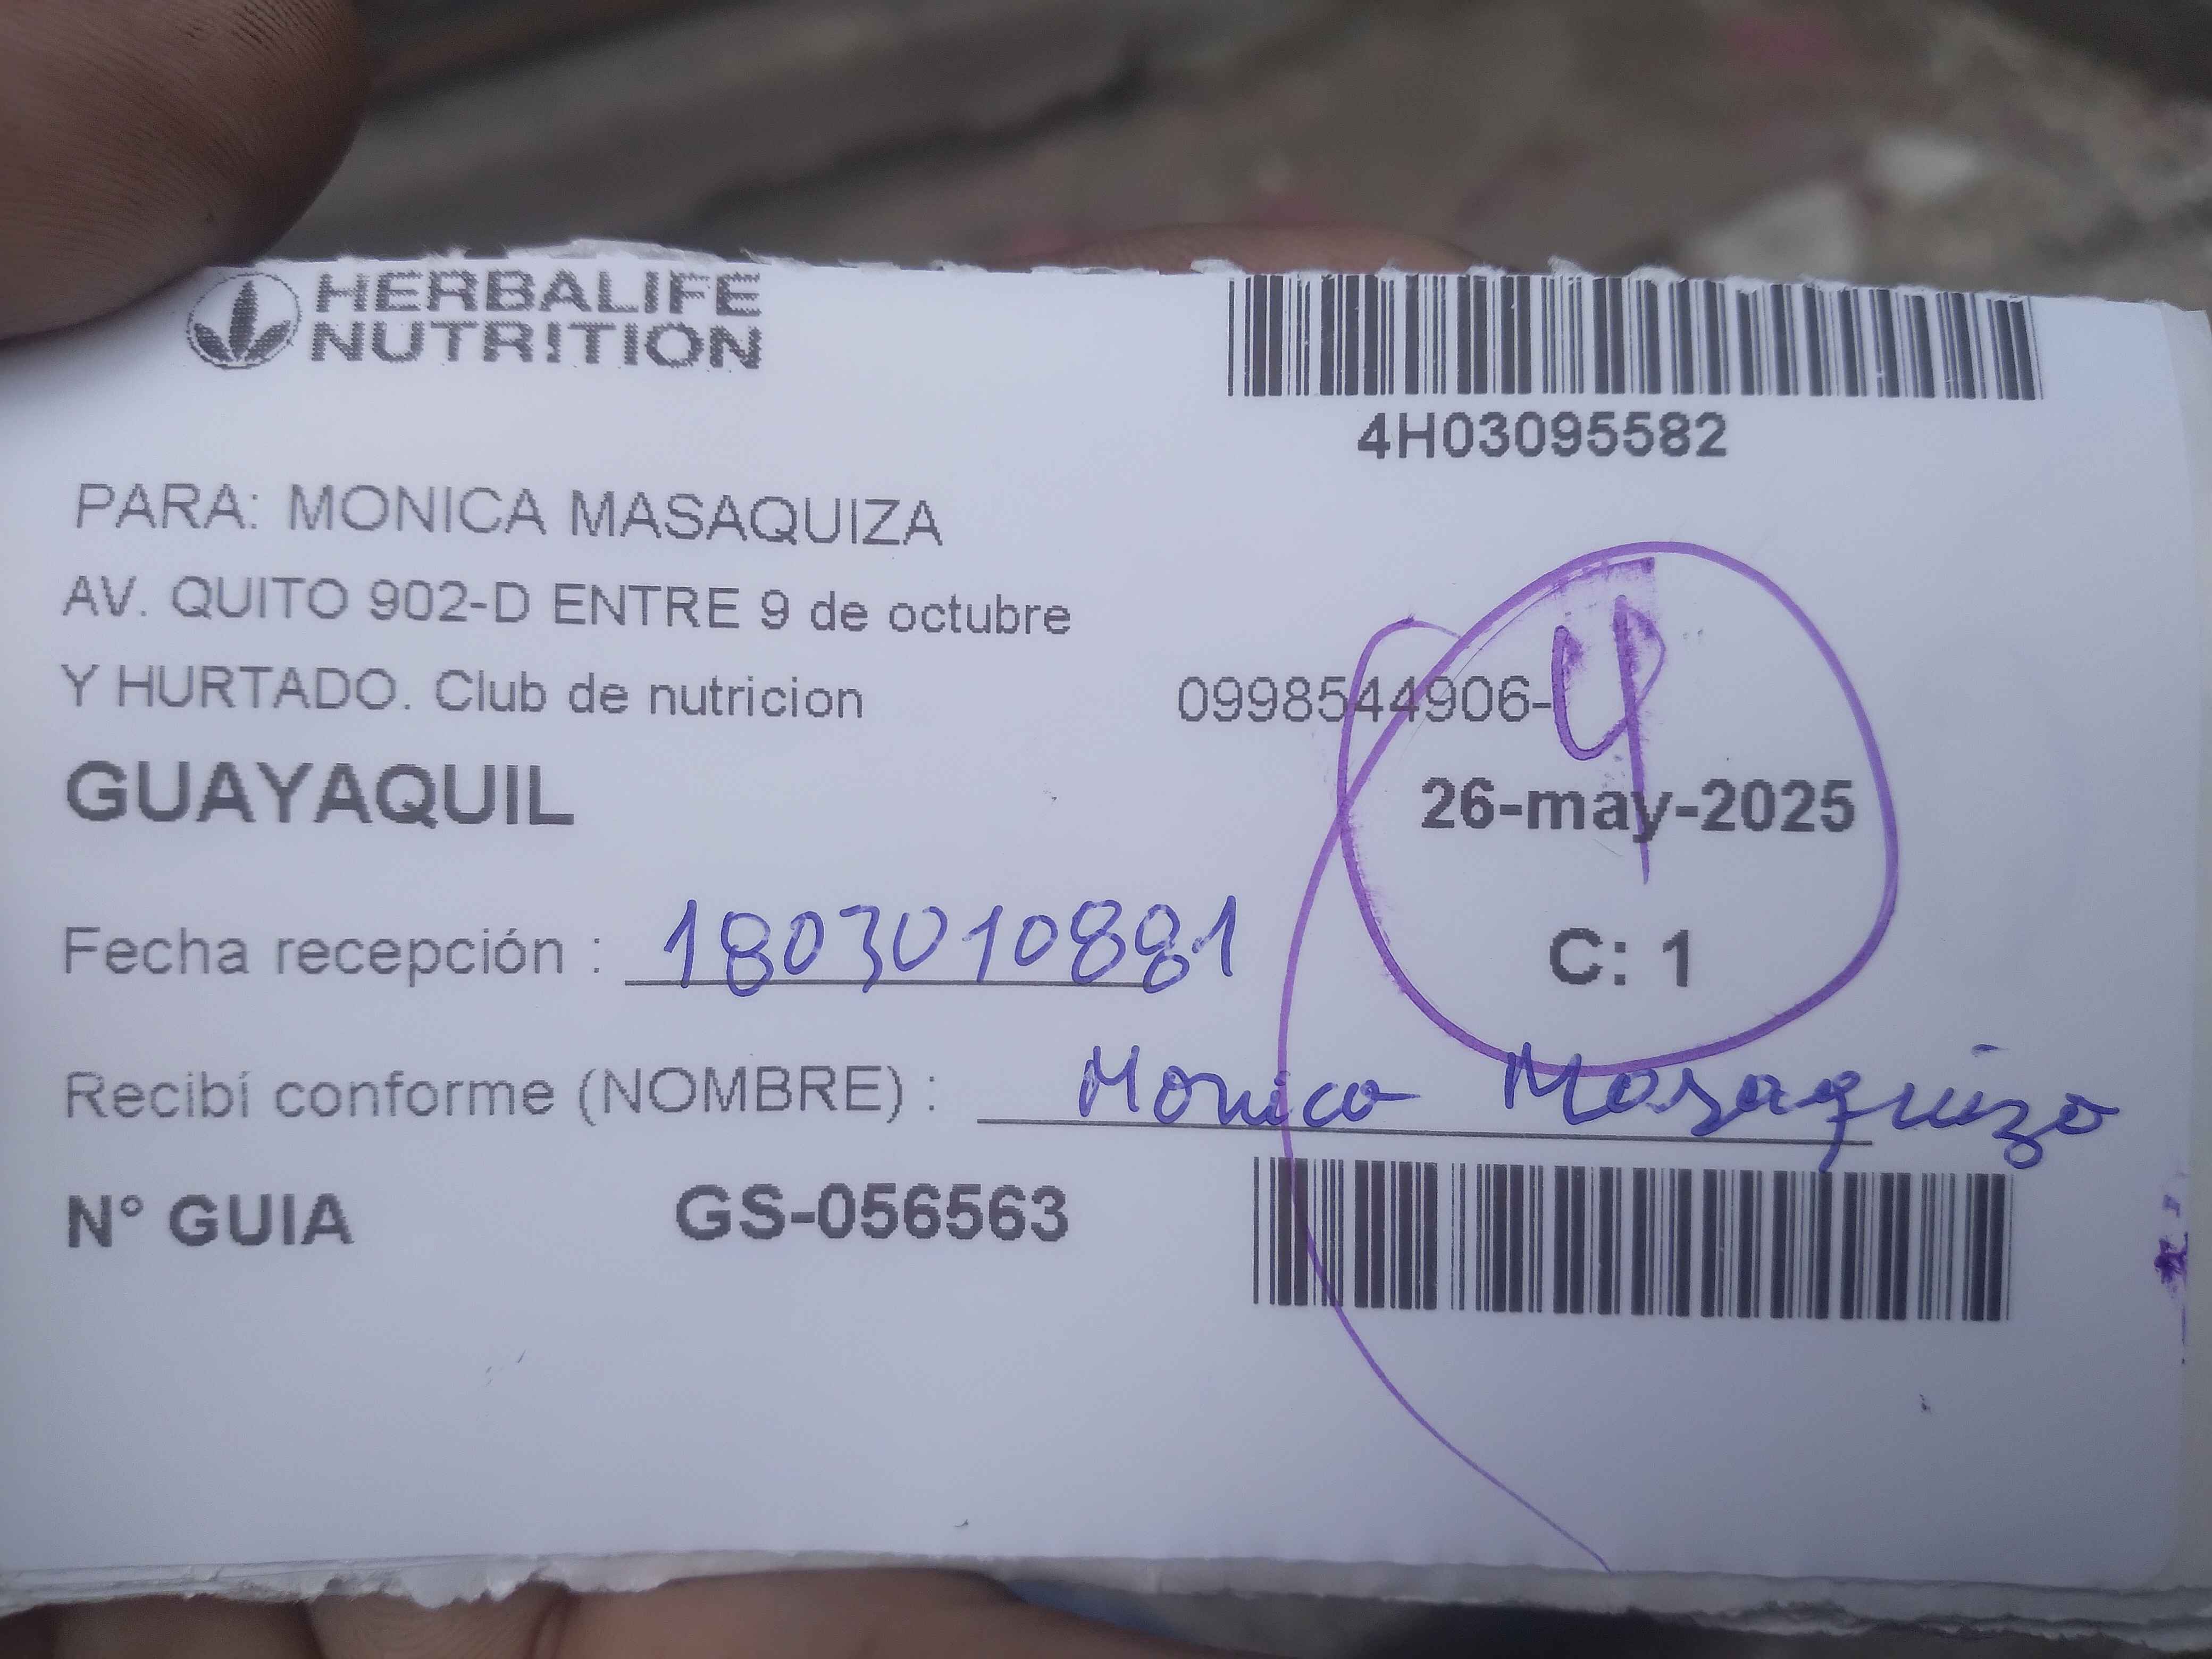 HERBALIFE
NUTRITION
4H03095582
PARA: MONICA MASAQUIZA
AV. QUITO 902-D ENTRE 9 de octubre
Y HURTADO. Club de nutricion
0998544906-
4
GUAYAQUIL
26-may-2025
Fecha recepción : 1803010881
C: 1
Recibí conforme (NOMBRE) : Monica Masaquiza
N° GUIA GS-056563